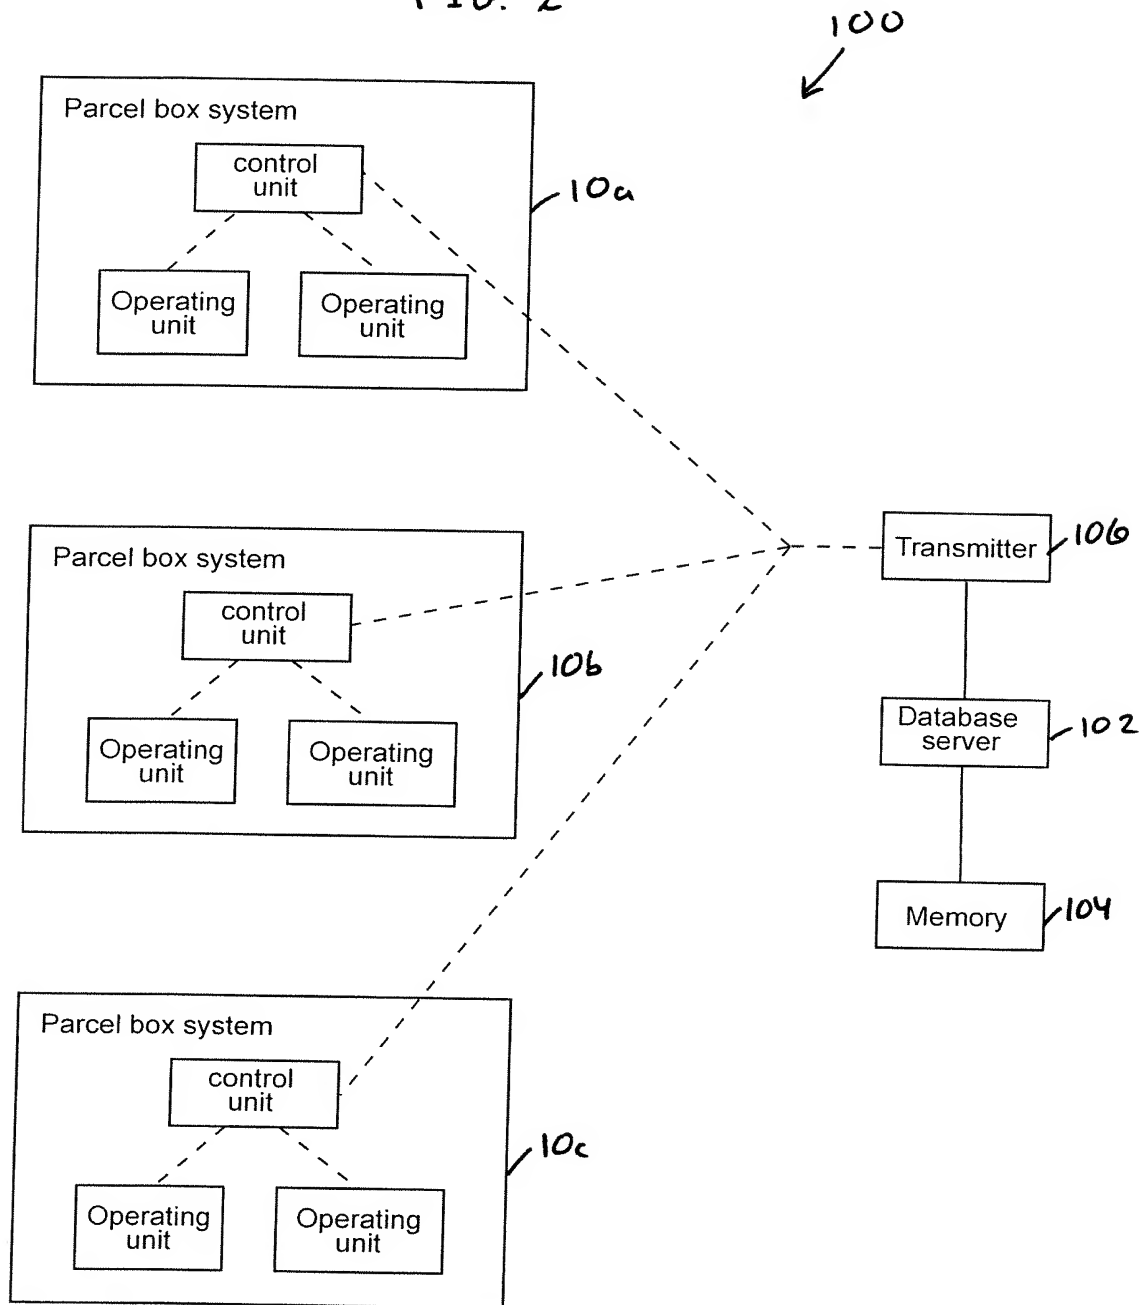 FIG. 2
100
Parcel box system
control
unit
10a
Operating
unit
Operating
unit
Parcel box system
control
unit
10b
Operating
unit
Operating
unit
Transmitter
106
Database
server
102
Memory
104
Parcel box system
control
unit
10c
Operating
unit
Operating
unit